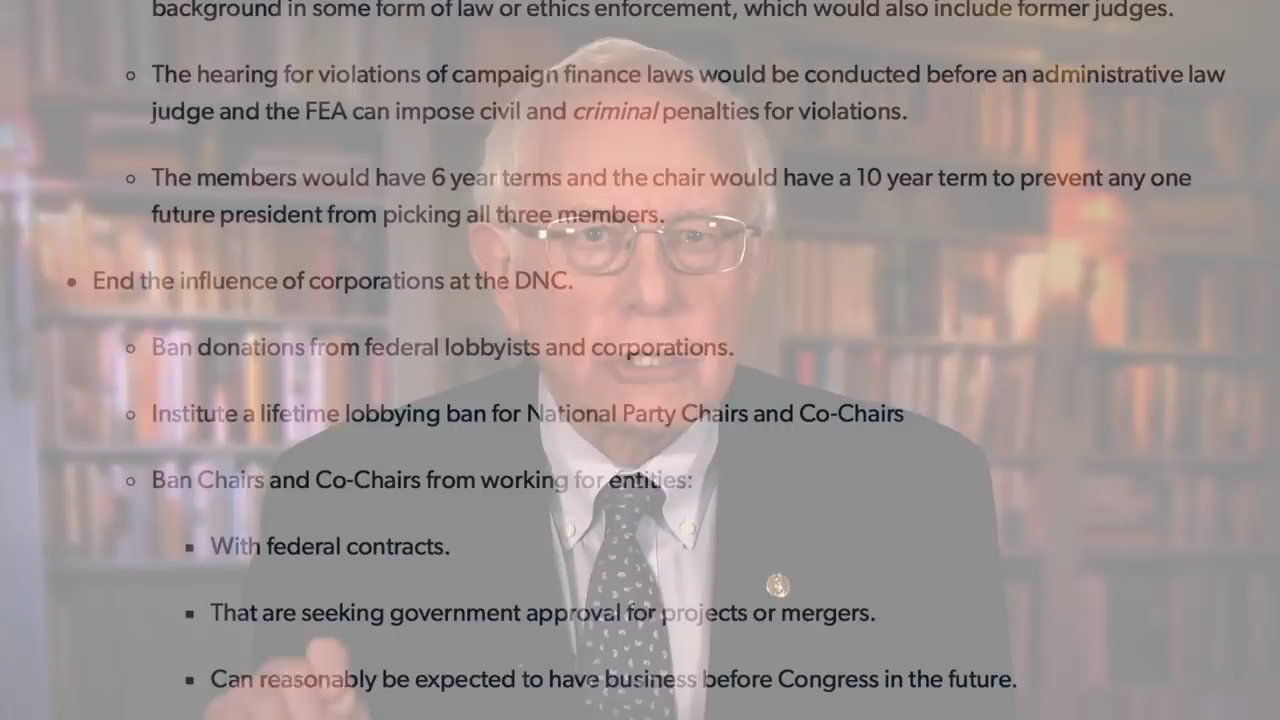 background in some form of law or ethics enforcement, which would also include former judges.
The hearing for violations of campaign finance laws would be conducted before an administrative law
judge and the FEA can impose civil and criminal penalties for violations.
The members would have 6 year terms and the chair would have a 10 year term to prevent any one
future president from picking all three members.
End the influence of corporations at the DNC.
Ban donations from federal lobbyists and corporations.
Institute a lifetime lobbying ban for National Party Chairs and Co-Chairs
Ban Chairs and Co-Chairs from working for entities:
With federal contracts.
That are seeking government approval for projects or mergers.
Can reasonably be expected to have business before Congress in the future.